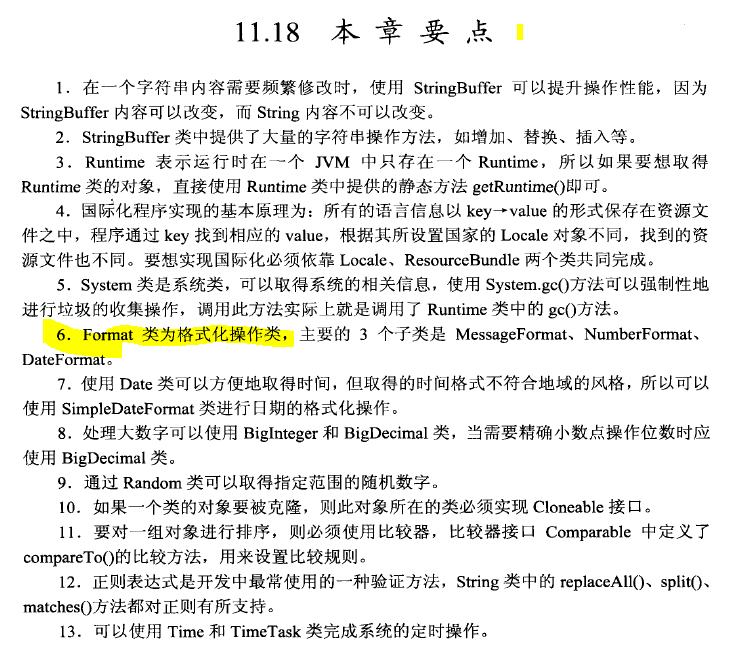 11.18 本章要点
1．在一个字符串内容需要频繁修改时，使用 StringBuffer 可以提升操作性能，因为
StringBuffer 内容可以改变，而 String 内容不可以改变。
2．StringBuffer 类中提供了大量的字符串操作方法，如增加、替换、插入等。
3．Runtime 表示运行时在一个 JVM 中只存在一个 Runtime，所以如果要想取得
Runtime 类的对象，直接使用 Runtime 类中提供的静态方法 getRuntime()即可。
4．国际化程序实现的基本原理为：所有的语言信息以 key→value 的形式保存在资源文
件之中，程序通过 key 找到相应的 value，根据其所设置国家的 Locale 对象不同，找到的资
源文件也不同。要想实现国际化必须依靠 Locale、ResourceBundle 两个类共同完成。
5．System 类是系统类，可以取得系统的相关信息，使用 System.gc()方法可以强制性地
进行垃圾的收集操作，调用此方法实际上就是调用了 Runtime 类中的 gc()方法。
6．Format 类为格式化操作类，主要的 3 个子类是 MessageFormat、NumberFormat、
DateFormat。
7．使用 Date 类可以方便地取得时间，但取得的时间格式不符合地域的风格，所以可以
使用 SimpleDateFormat 类进行日期的格式化操作。
8．处理大数字可以使用 BigInteger 和 BigDecimal 类，当需要精确小数点操作位数时应
使用 BigDecimal 类。
9．通过 Random 类可以取得指定范围的随机数字。
10．如果一个类的对象要被克隆，则此对象所在的类必须实现 Cloneable 接口。
11．要对一组对象进行排序，则必须使用比较器，比较器接口 Comparable 中定义了
compareTo()的比较方法，用来设置比较规则。
12．正则表达式是开发中最常使用的一种验证方法，String 类中的 replaceAll()、split()、
matches()方法都对正则有所支持。
13．可以使用 Time 和 TimeTask 类完成系统的定时操作。